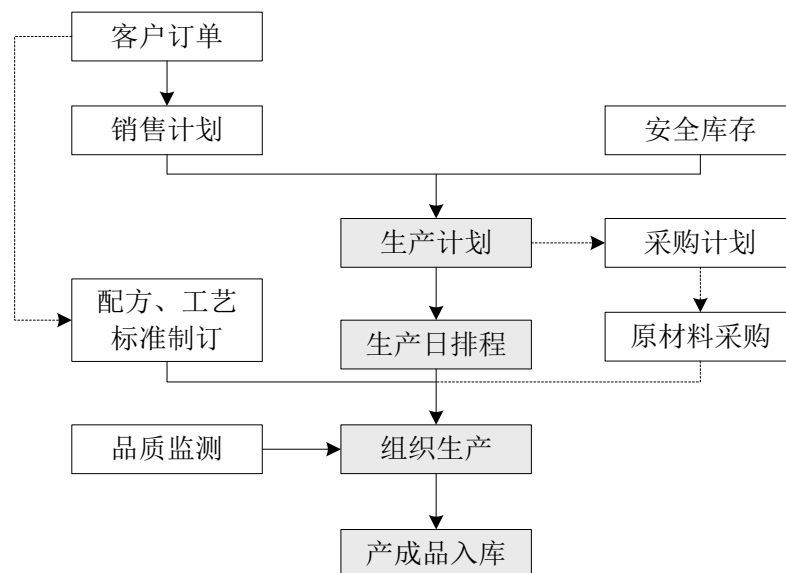 客户订单
销售计划
安全库存
生产计划
采购计划
配方、工艺
标准制订
生产日排程
原材料采购
品质监测
组织生产
产成品入库